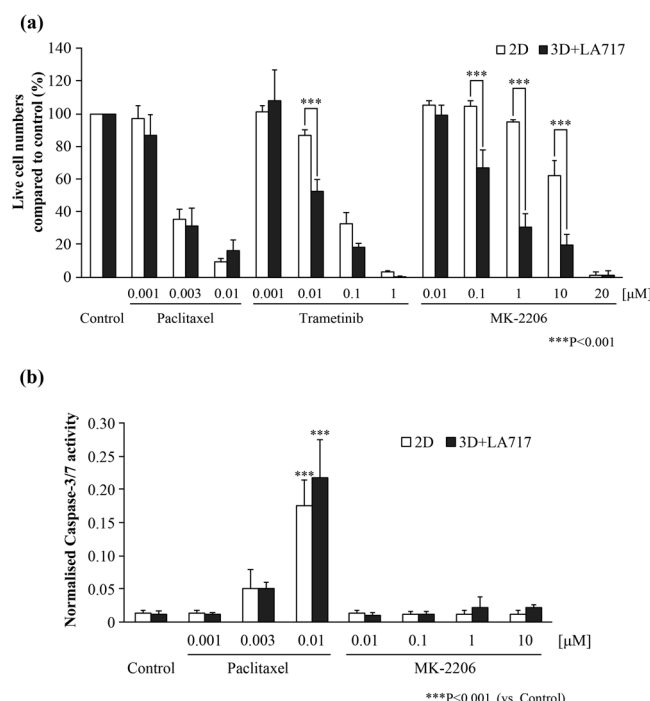 (a)
2D 3D+LA717
Live cell numbers
compared to control (%)
140
120
100
80
60
40
20
0
*** *** *** ***
0.001 0.003 0.01 0.001 0.01 0.1 1 0.01 0.1 1 10 20 [μM]
Control Paclitaxel Trametinib MK-2206
***P<0.001
(b)
2D 3D+LA717
Normalised Caspase-3/7 activity
0.30
0.25
0.20
0.15
0.10
0.05
0
*** ***
0.001 0.003 0.01 0.01 0.1 1 10 [μM]
Control Paclitaxel MK-2206
***P<0.001 (vs. Control)